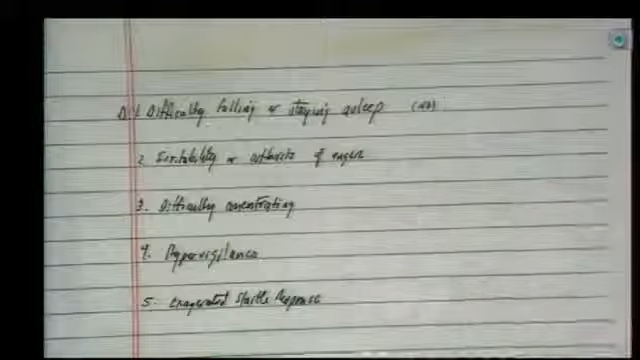 D. 1. Difficulty falling or staying asleep
2. Irritability or outbursts of anger
3. Difficulty concentrating
4. Hypervigilance
5. Exagerated startle Response